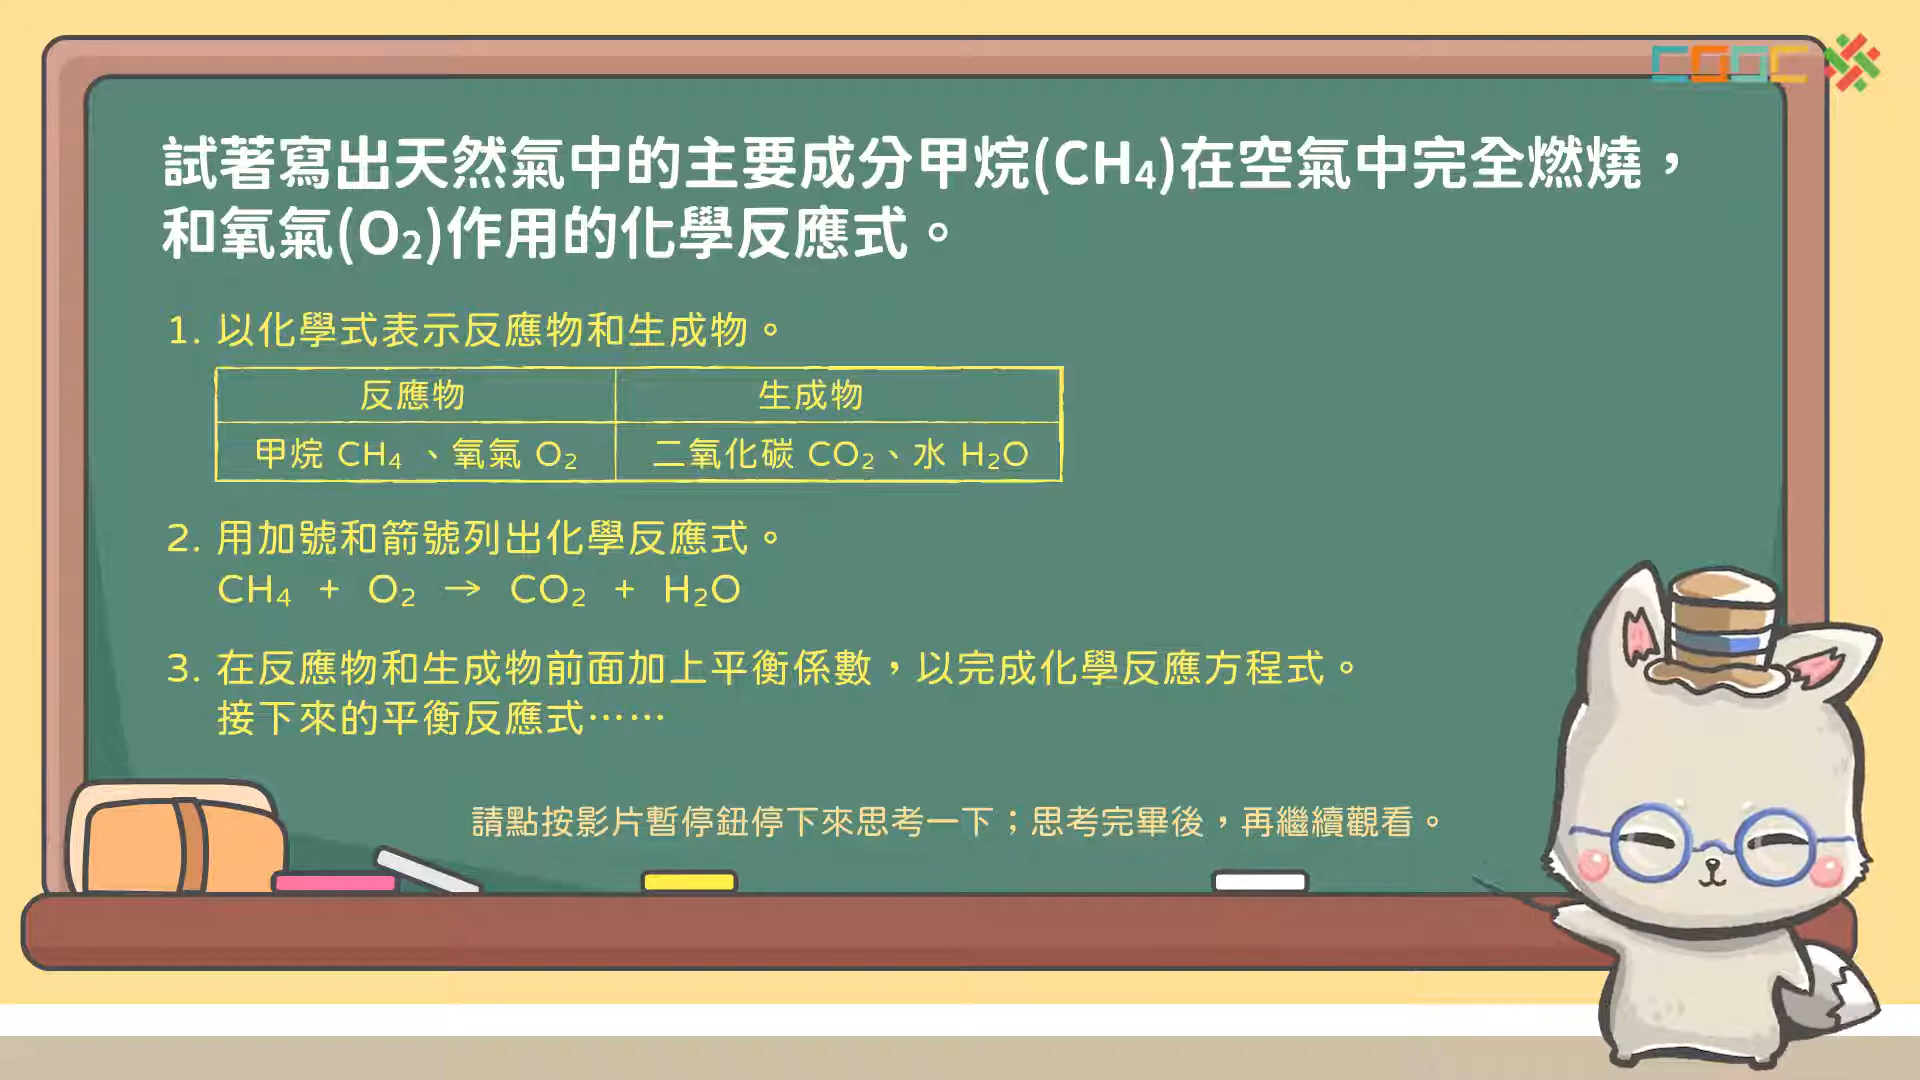 COOC
試著寫出天然氣中的主要成分甲烷(CH₄)在空氣中完全燃燒，
和氧氣(O₂)作用的化學反應式。
1. 以化學式表示反應物和生成物。
反應物 生成物
甲烷 CH₄ 、氧氣 O₂ 二氧化碳 CO₂、水 H₂O
2. 用加號和箭號列出化學反應式。
CH₄ + O₂ → CO₂ + H₂O
3. 在反應物和生成物前面加上平衡係數，以完成化學反應方程式。
接下來的平衡反應式⋯⋯
請點按影片暫停鈕停下來思考一下；思考完畢後，再繼續觀看。